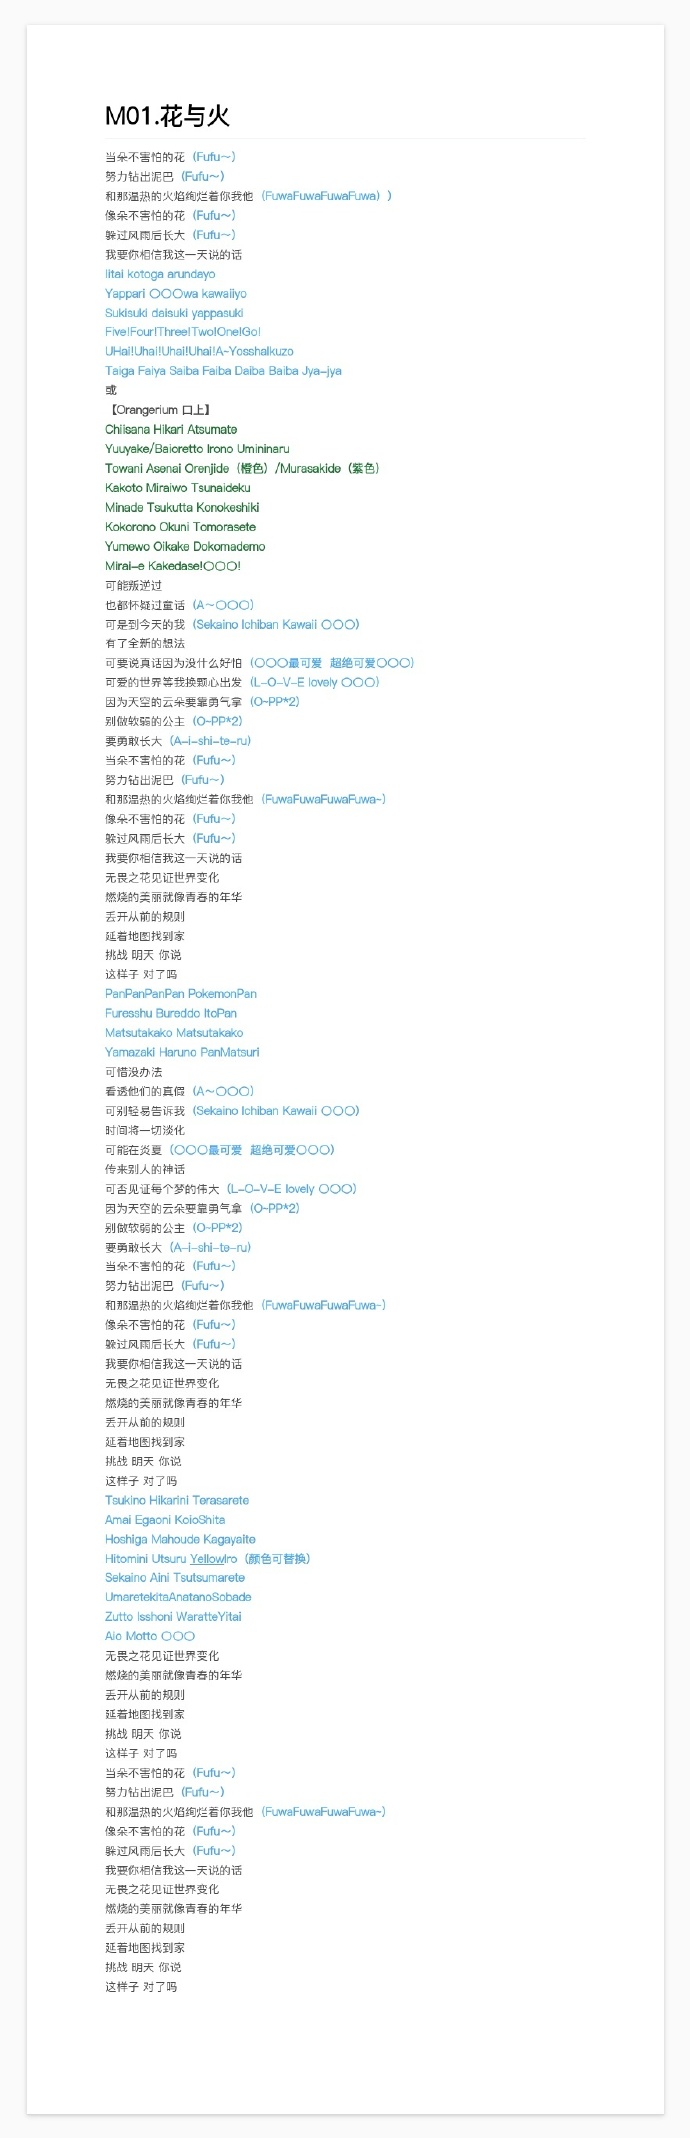 M01.花与火
当朵不害怕的花（Fufu～）
努力钻出泥巴（Fufu～）
和那温热的火焰绚烂着你我他（FuwaFuwaFuwaFuwa））
像朵不害怕的花（Fufu～）
躲过风雨后长大（Fufu～）
我要你相信我这一天说的话
Iitai kotoga arundayo
Yappari 〇〇〇wa kawaiiyo
Sukisuki daisuki yappasuki
Five!Four!Three!Two!One!Go!
UHai!Uhai!Uhai!Uhai!A~YosshaIkuzo
Taiga Faiya Saiba Faiba Daiba Baiba Jya-jya
或
【Orangerium 口上】
Chiisana Hikari Atsumate
Yuuyake/Baioretto Irono Umininaru
Towani Asenai Orenjide（橙色）/Murasakide（紫色）
Kakoto Miraiwo Tsunaideku
Minade Tsukutta Konokeshiki
Kokorono Okuni Tomorasete
Yumewo Oikake Dokomademo
Mirai-e Kakedase!〇〇〇!
可能叛逆过
也都怀疑过童话（A～〇〇〇）
可是到今天的我（Sekaino Ichiban Kawaii 〇〇〇）
有了全新的想法
可要说真话因为没什么好怕（〇〇〇最可爱 超绝可爱〇〇〇）
可爱的世界等我换颗心出发（L-O-V-E lovely 〇〇〇）
因为天空的云朵要靠勇气拿（O~PP*2）
别做软弱的公主（O~PP*2）
要勇敢长大（A-i-shi-te-ru）
当朵不害怕的花（Fufu～）
努力钻出泥巴（Fufu～）
和那温热的火焰绚烂着你我他（FuwaFuwaFuwaFuwa~）
像朵不害怕的花（Fufu～）
躲过风雨后长大（Fufu～）
我要你相信我这一天说的话
无畏之花见证世界变化
燃烧的美丽就像青春的年华
丢开从前的规则
延着地图找到家
挑战 明天 你说
这样子 对了吗
PanPanPanPan PokemonPan
Furesshu Bureddo ItoPan
Matsutakako Matsutakako
Yamazaki Haruno PanMatsuri
可惜没办法
看透他们的真假（A～〇〇〇）
可别轻易告诉我（Sekaino Ichiban Kawaii 〇〇〇）
时间将一切淡化
可能在炎夏（〇〇〇最可爱 超绝可爱〇〇〇）
传来别人的神话
可否见证每个梦的伟大（L-O-V-E lovely 〇〇〇）
因为天空的云朵要靠勇气拿（O~PP*2）
别做软弱的公主（O~PP*2）
要勇敢长大（A-i-shi-te-ru）
当朵不害怕的花（Fufu～）
努力钻出泥巴（Fufu～）
和那温热的火焰绚烂着你我他（FuwaFuwaFuwaFuwa~）
像朵不害怕的花（Fufu～）
躲过风雨后长大（Fufu～）
我要你相信我这一天说的话
无畏之花见证世界变化
燃烧的美丽就像青春的年华
丢开从前的规则
延着地图找到家
挑战 明天 你说
这样子 对了吗
Tsukino Hikarini Terasarete
Amai Egaoni KoioShita
Hoshiga Mahoude Kagayaite
Hitomini Utsuru YellowIro（颜色可替换）
Sekaino Aini Tsutsumarete
UmaretekitaAnatanoSobade
Zutto Isshoni WaratteYitai
Aio Motto 〇〇〇
无畏之花见证世界变化
燃烧的美丽就像青春的年华
丢开从前的规则
延着地图找到家
挑战 明天 你说
这样子 对了吗
当朵不害怕的花（Fufu～）
努力钻出泥巴（Fufu～）
和那温热的火焰绚烂着你我他（FuwaFuwaFuwaFuwa~）
像朵不害怕的花（Fufu～）
躲过风雨后长大（Fufu～）
我要你相信我这一天说的话
无畏之花见证世界变化
燃烧的美丽就像青春的年华
丢开从前的规则
延着地图找到家
挑战 明天 你说
这样子 对了吗